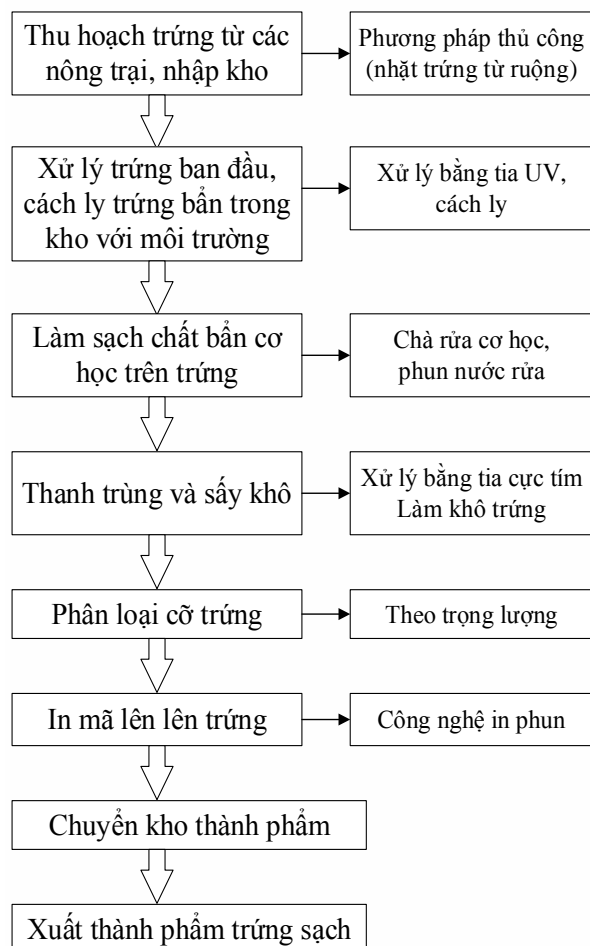 Thu hoạch trứng từ các
nông trại, nhập kho
Phương pháp thủ công
(nhặt trứng từ ruộng)
Xử lý trứng ban đầu,
cách ly trứng bẩn trong
kho với môi trường
Xử lý bằng tia UV,
cách ly
Làm sạch chất bẩn cơ
học trên trứng
Chà rửa cơ học,
phun nước rửa
Thanh trùng và sấy khô
Xử lý bằng tia cực tím
Làm khô trứng
Phân loại cỡ trứng
Theo trọng lượng
In mã lên lên trứng
Công nghệ in phun
Chuyển kho thành phẩm
Xuất thành phẩm trứng sạch